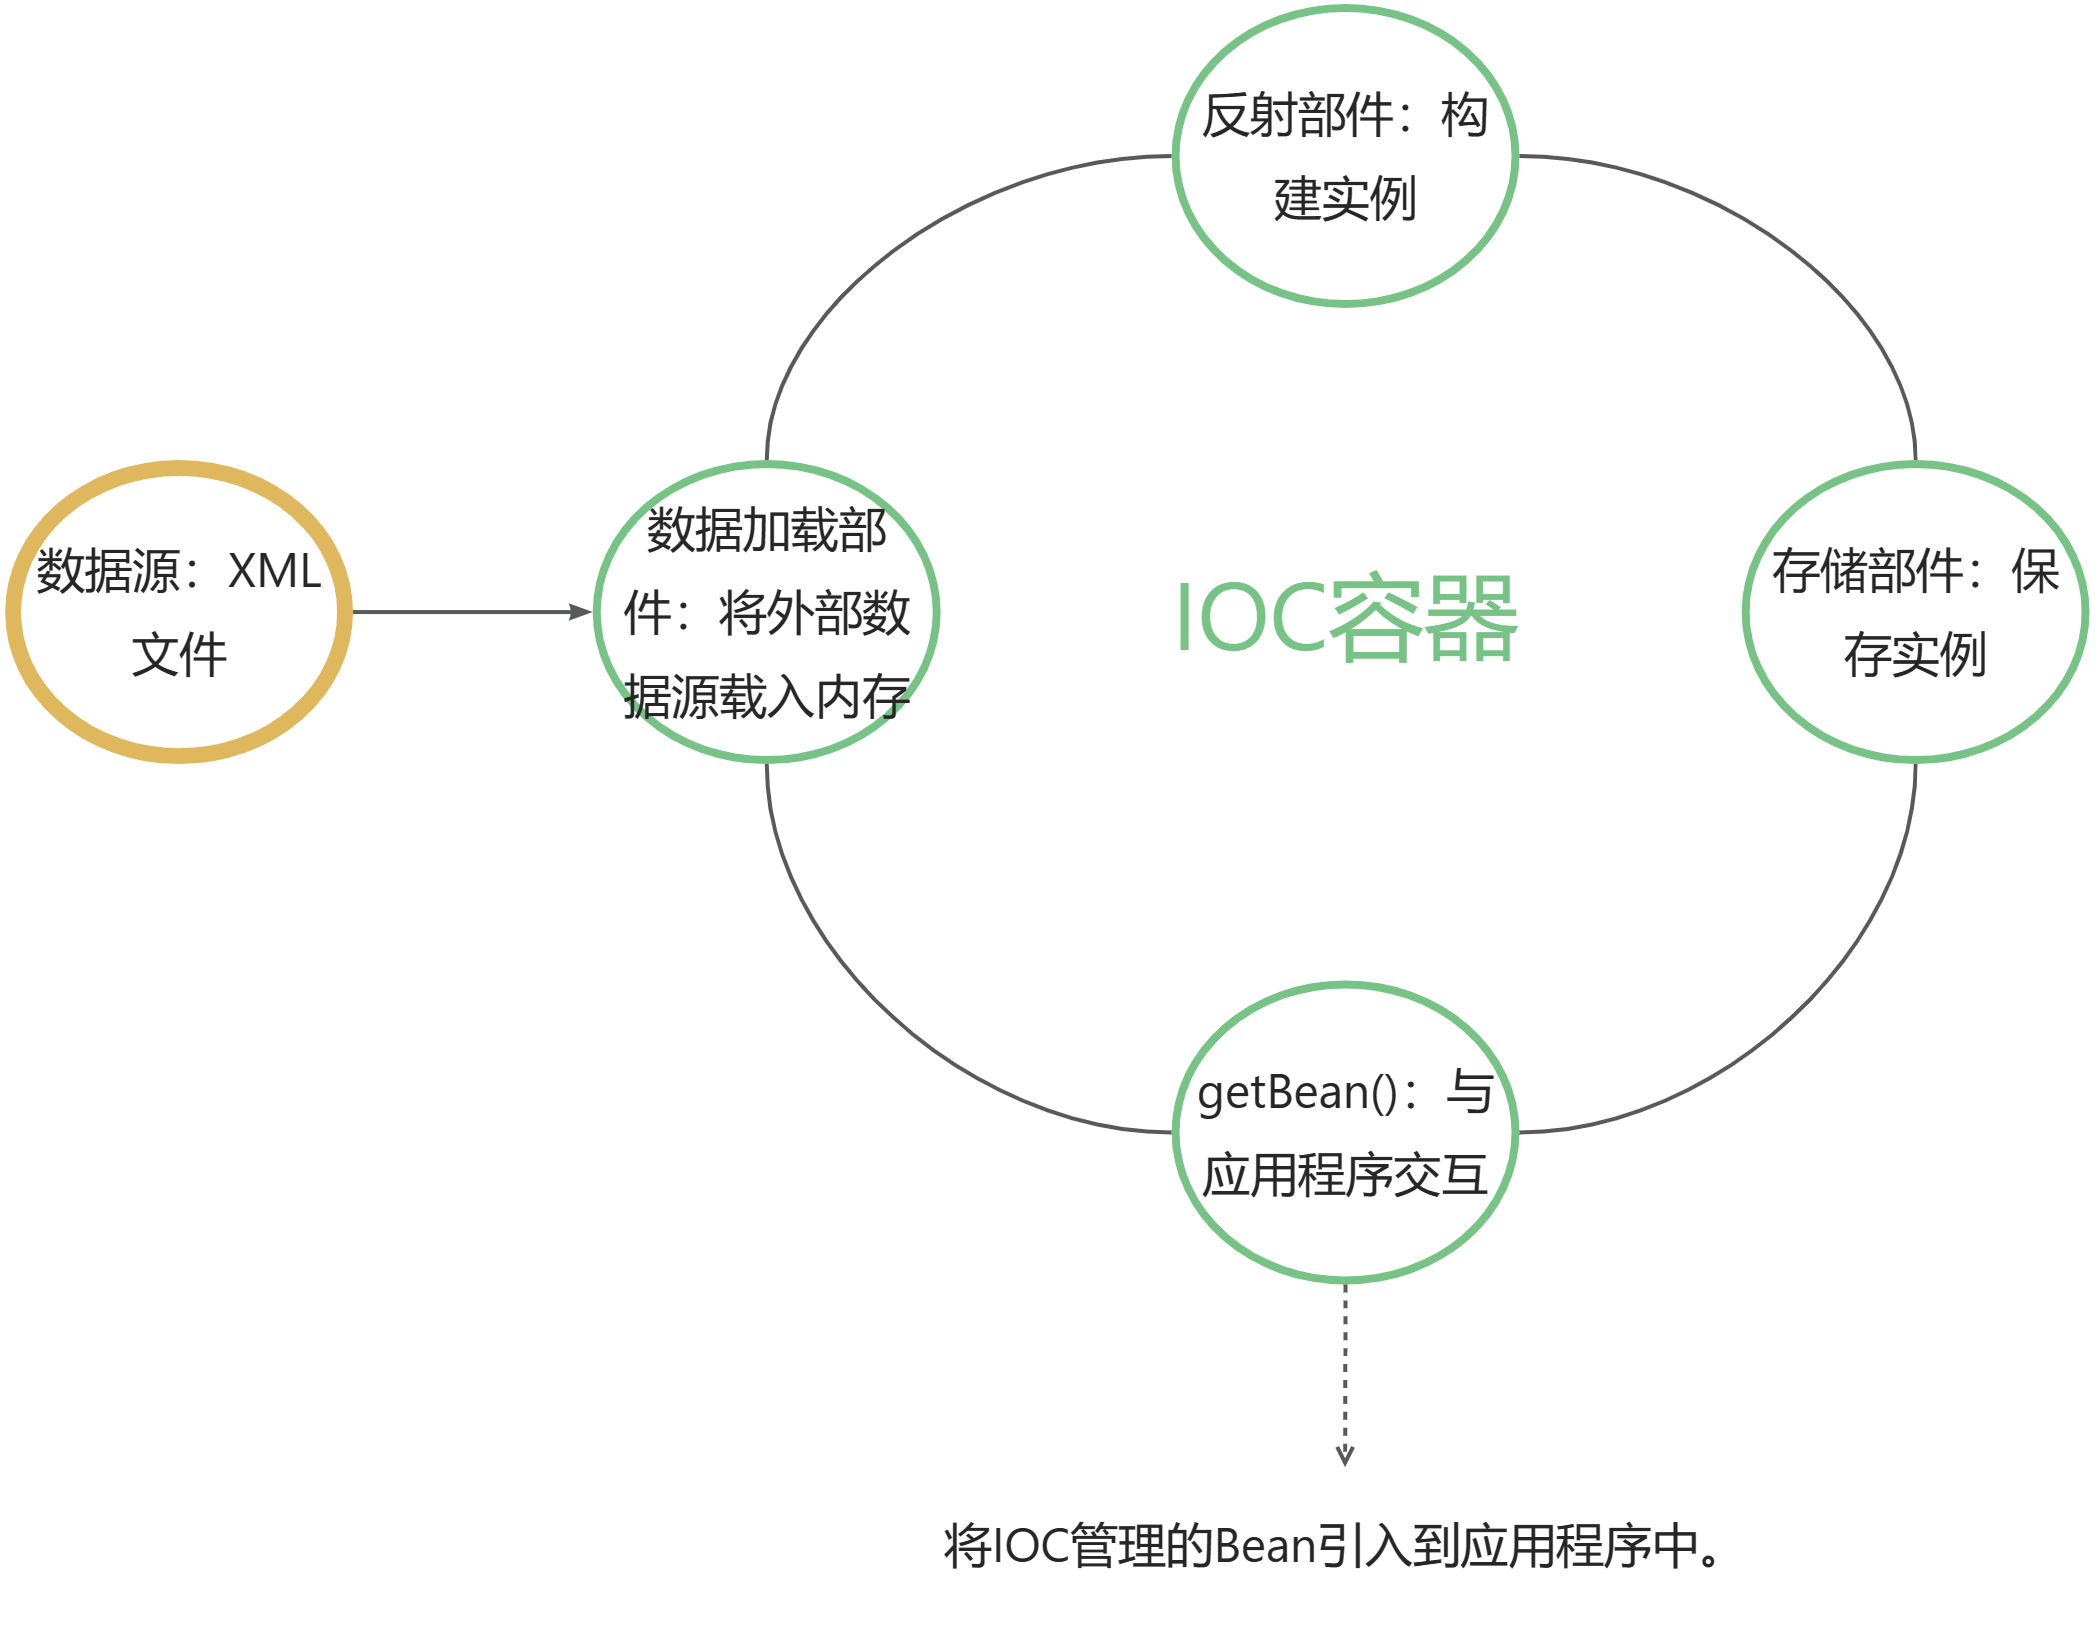 反射部件：构
建实例
数据源：XML
文件
数据加载部
件：将外部数
据源载入内存
IOC容器
存储部件：保
存实例
getBean()：与
应用程序交互
将IOC管理的Bean引入到应用程序中。